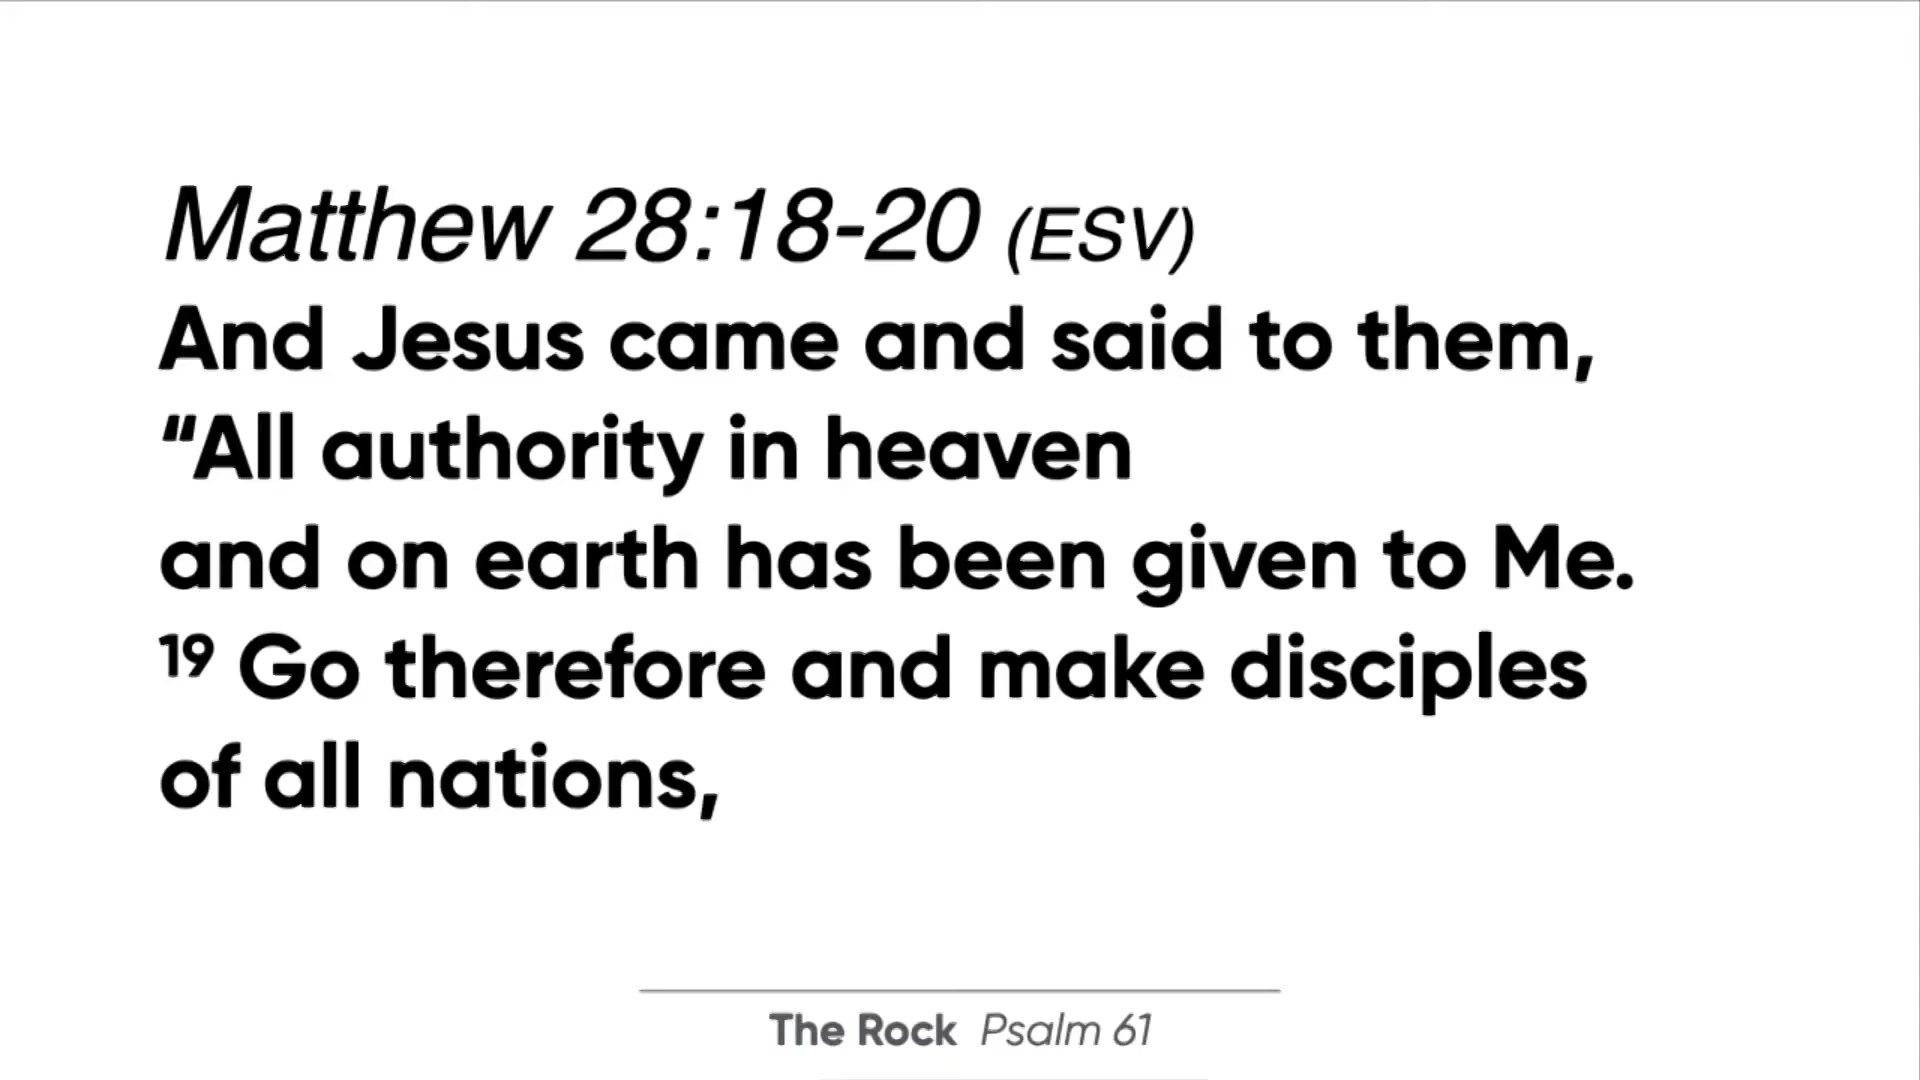 Matthew 28:18-20 (ESV)
And Jesus came and said to them,
“All authority in heaven
and on earth has been given to Me.
¹⁹ Go therefore and make disciples
of all nations,
The Rock Psalm 61